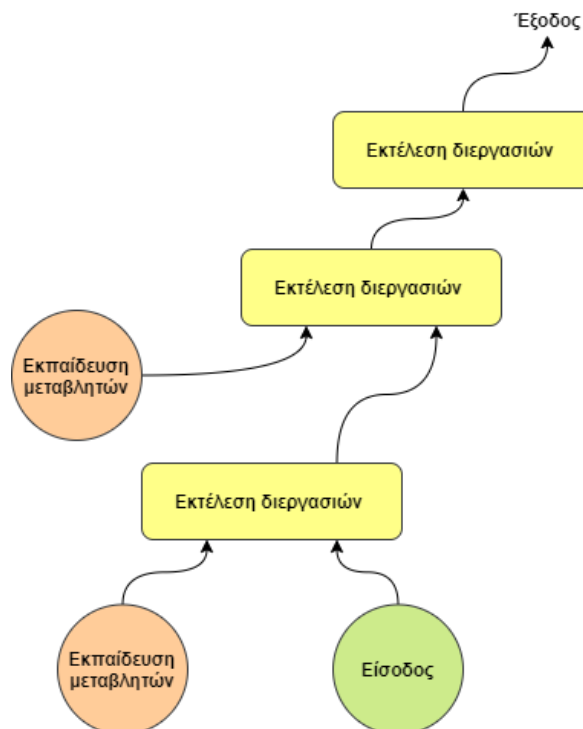 Έξοδος
Εκτέλεση διεργασιών
Εκτέλεση διεργασιών
Εκπαίδευση
μεταβλητών
Εκτέλεση διεργασιών
Εκπαίδευση
μεταβλητών
Είσοδος